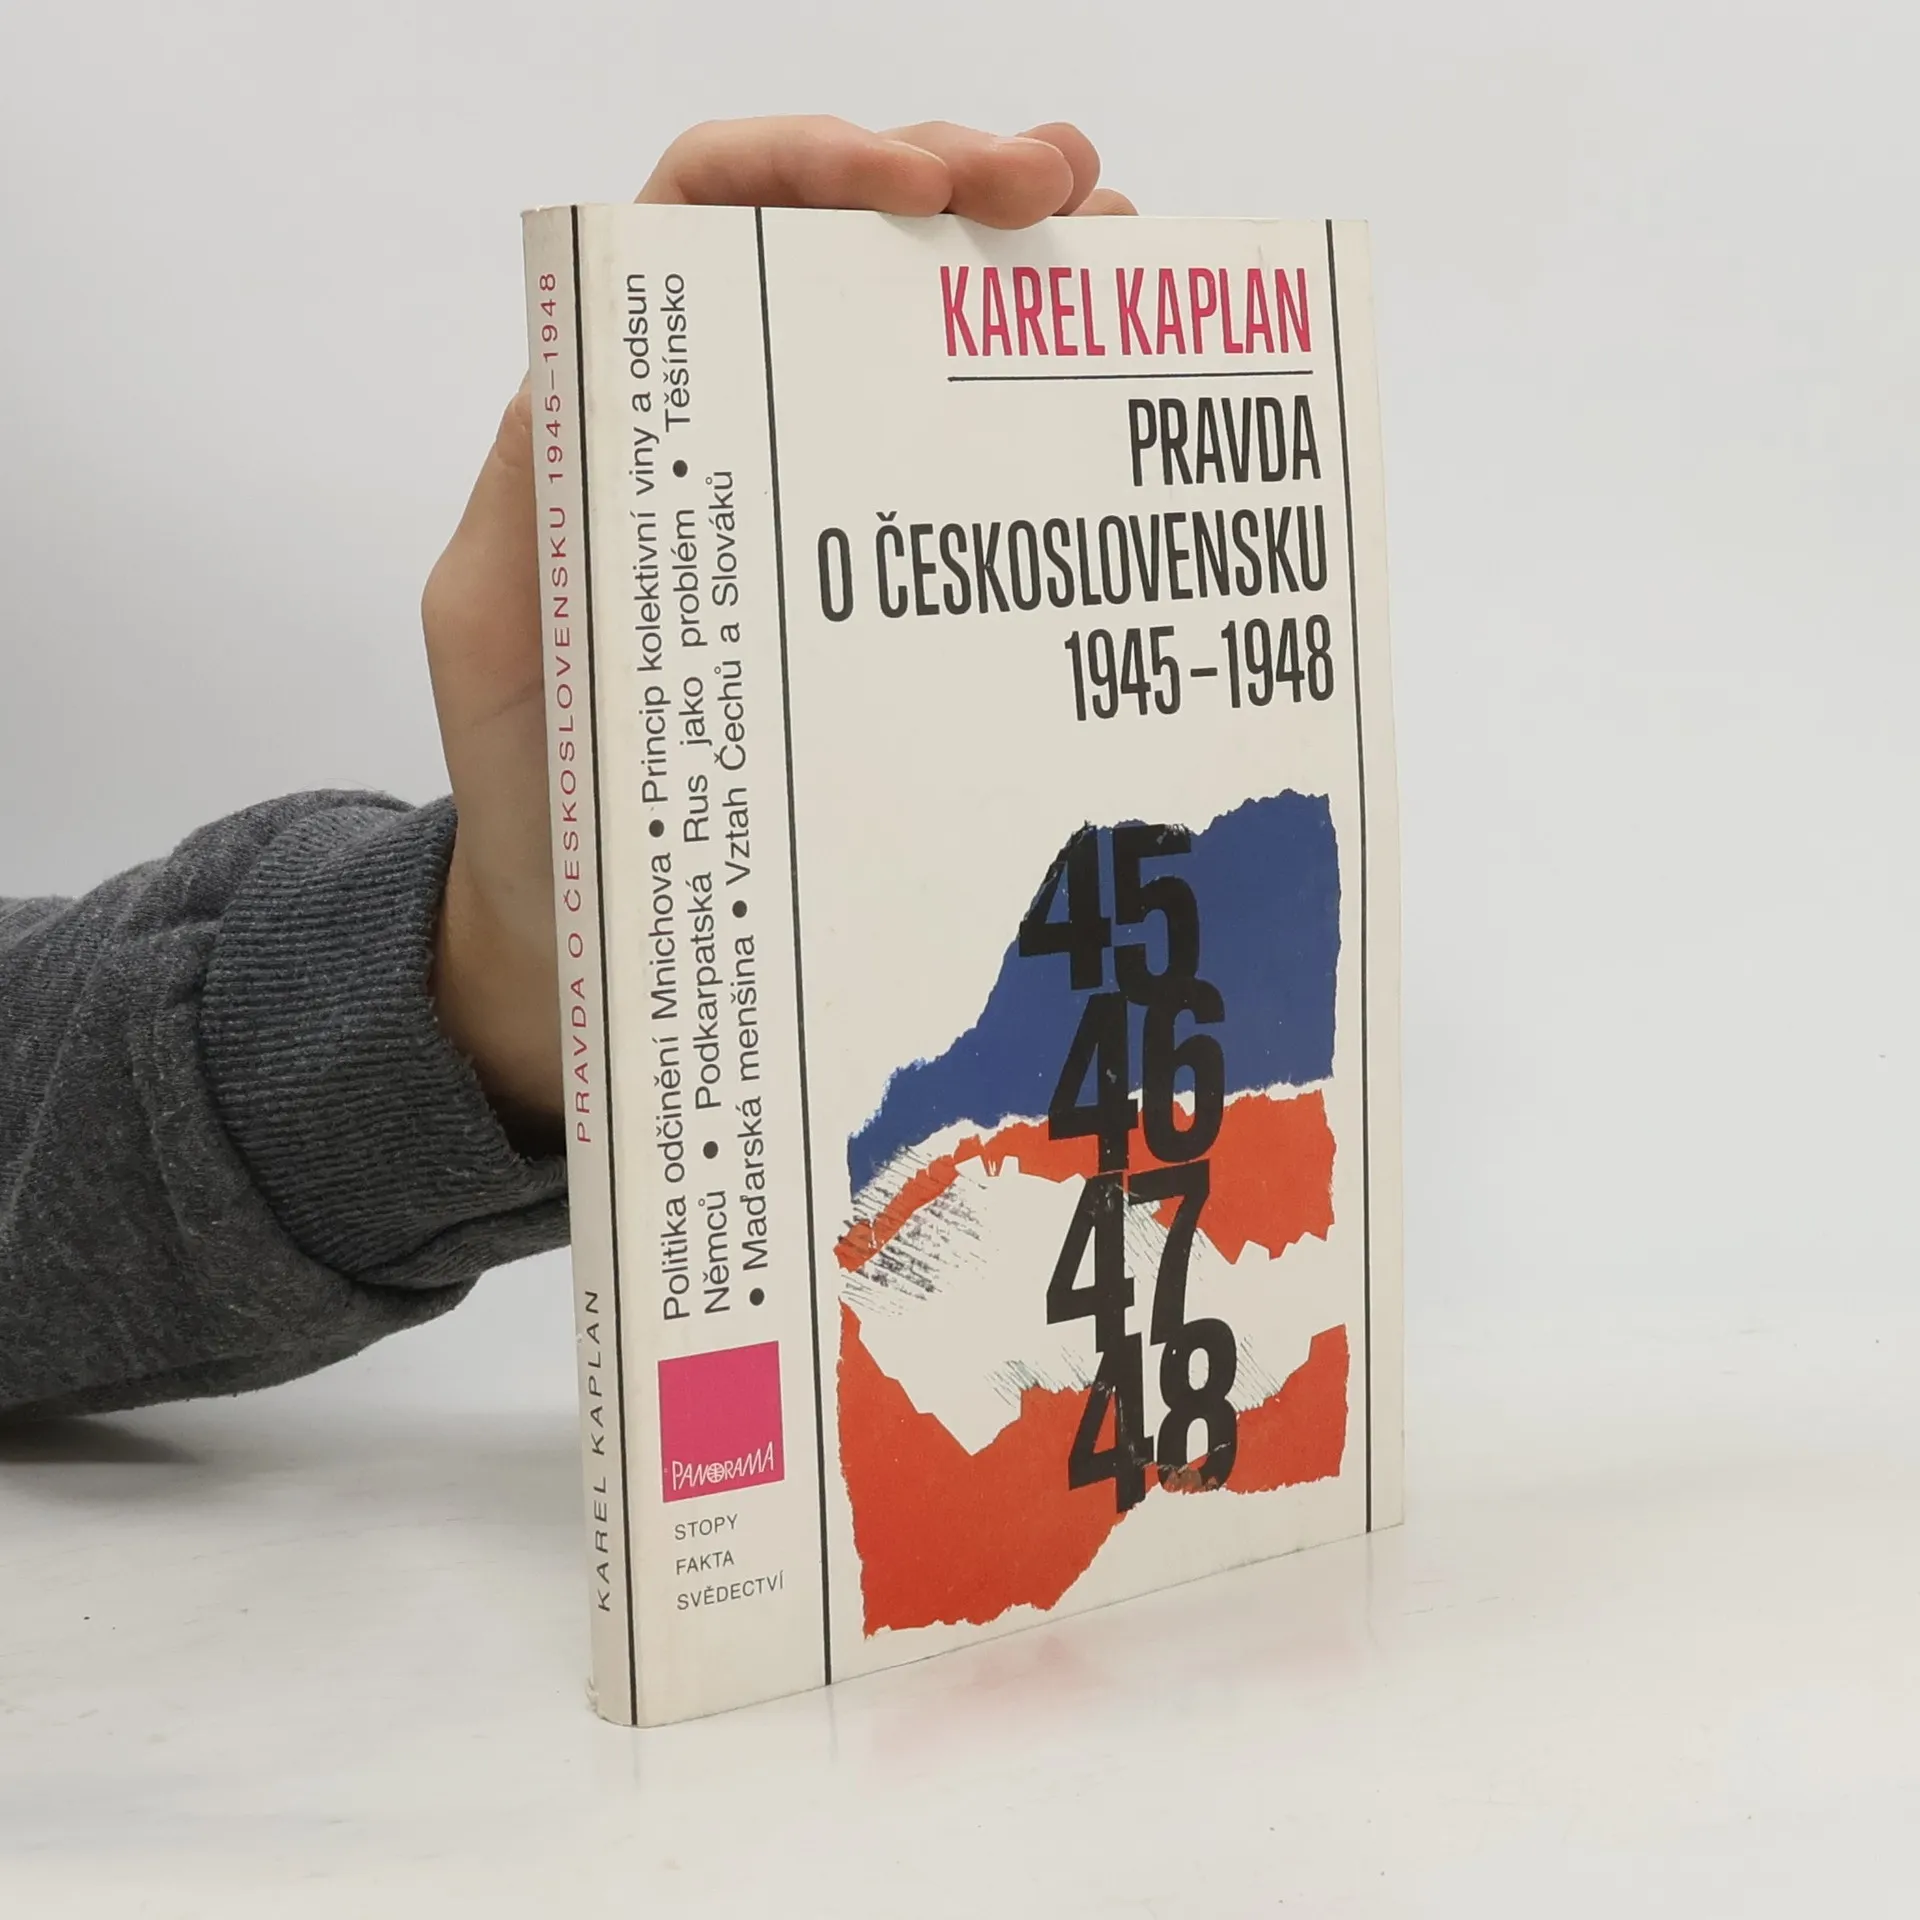 KAREL KAPLAN
PRAVDA
O ČESKOSLOVENSKU
1945–1948
45
46
47
48
Politika odčinění Mnichova • Princip kolektivní viny a odsun
Němců • Podkarpatská Rus jako problém • Těšínsko
• Maďarská menšina • Vztah Čechů a Slováků
PANORAMA
STOPY
FAKTA
SVĚDECTVÍ
KAREL KAPLAN PRAVDA O ČESKOSLOVENSKU 1945–1948